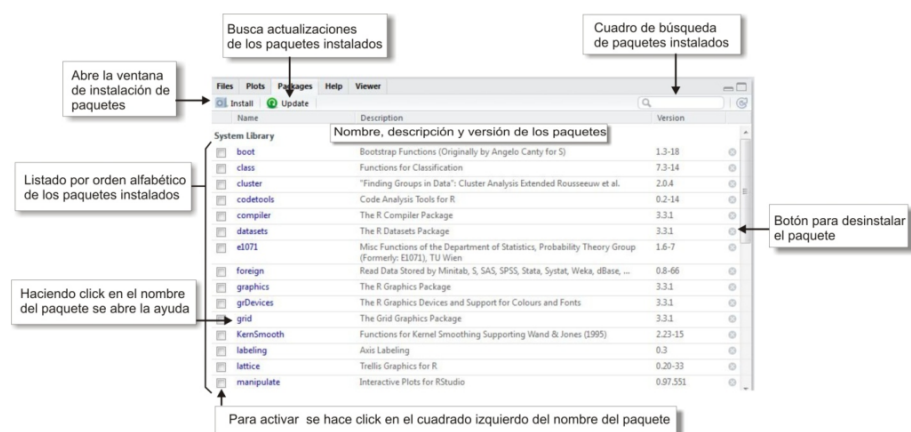 Busca actualizaciones
de los paquetes instalados
Cuadro de búsqueda
de paquetes instalados
Abre la ventana
de instalación de
paquetes
Files Plots Packages Help Viewer
Install Update
Name Description Version
System Library
Nombre, descripción y versión de los paquetes
boot Bootstrap Functions (Originally by Angelo Canty for S) 1.3-18
class Functions for Classification 7.3-14
cluster "Finding Groups in Data": Cluster Analysis Extended Rousseeuw et al. 2.0.4
codetools Code Analysis Tools for R 0.2-14
compiler The R Compiler Package 3.3.1
datasets The R Datasets Package 3.3.1
e1071 Misc Functions of the Department of Statistics, Probability Theory Group 1.6-7
(Formerly: E1071), TU Wien
foreign Read Data Stored by Minitab, S, SAS, SPSS, Stata, Systat, Weka, dBase, ... 0.8-66
graphics The R Graphics Package 3.3.1
grDevices The R Graphics Devices and Support for Colours and Fonts 3.3.1
grid The Grid Graphics Package 3.3.1
KernSmooth Functions for Kernel Smoothing Supporting Wand & Jones (1995) 2.23-15
labeling Axis Labeling 0.3
lattice Trellis Graphics for R 0.20-33
manipulate Interactive Plots for RStudio 0.97.551
Listado por orden alfabético
de los paquetes instalados
Botón para desinstalar
el paquete
Haciendo click en el nombre
del paquete se abre la ayuda
Para activar se hace click en el cuadrado izquierdo del nombre del paquete